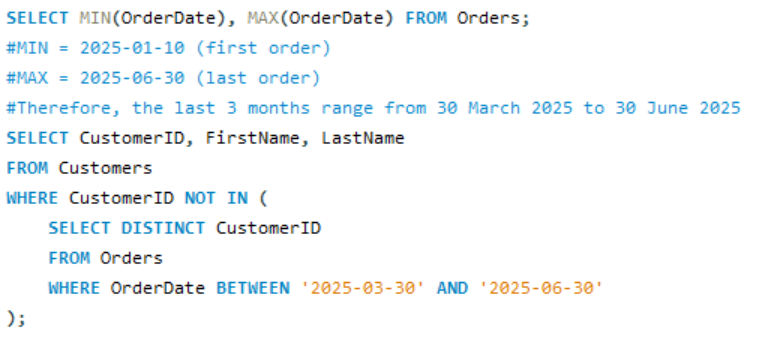 SELECT MIN(OrderDate), MAX(OrderDate) FROM Orders;
#MIN = 2025-01-10 (first order)
#MAX = 2025-06-30 (last order)
#Therefore, the last 3 months range from 30 March 2025 to 30 June 2025
SELECT CustomerID, FirstName, LastName
FROM Customers
WHERE CustomerID NOT IN (
    SELECT DISTINCT CustomerID
    FROM Orders
    WHERE OrderDate BETWEEN '2025-03-30' AND '2025-06-30'
);